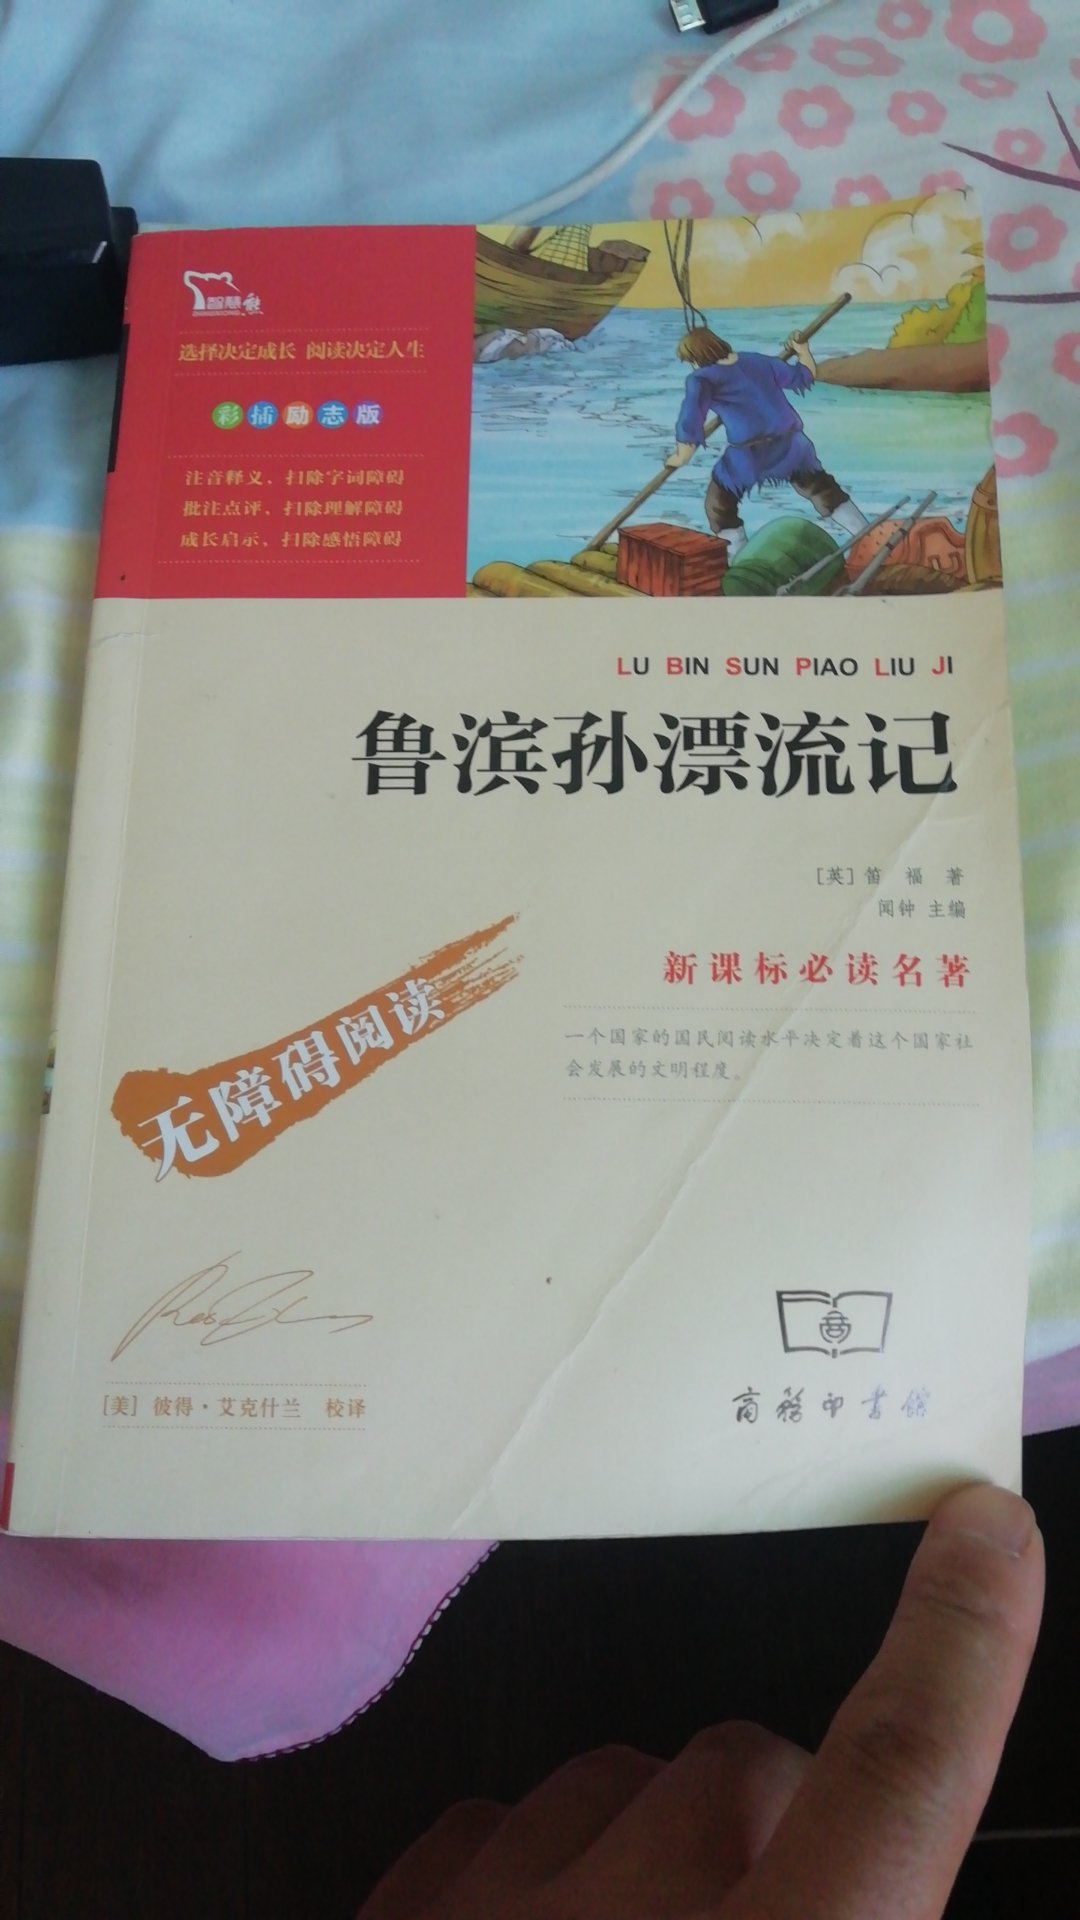 智慧熊
选择决定成长 阅读决定人生
彩插励志版
注音释义，扫除字词障碍
批注点评，扫除理解障碍
成长启示，扫除感悟障碍
LU BIN SUN PIAO LIU JI
鲁滨孙漂流记
[英] 笛 福 著
闻钟 主编
新课标必读名著
一个国家的国民阅读水平决定着这个国家社
会发展的文明程度。
无障碍阅读
[美] 彼得·艾克什兰 校译
商
商务印书馆